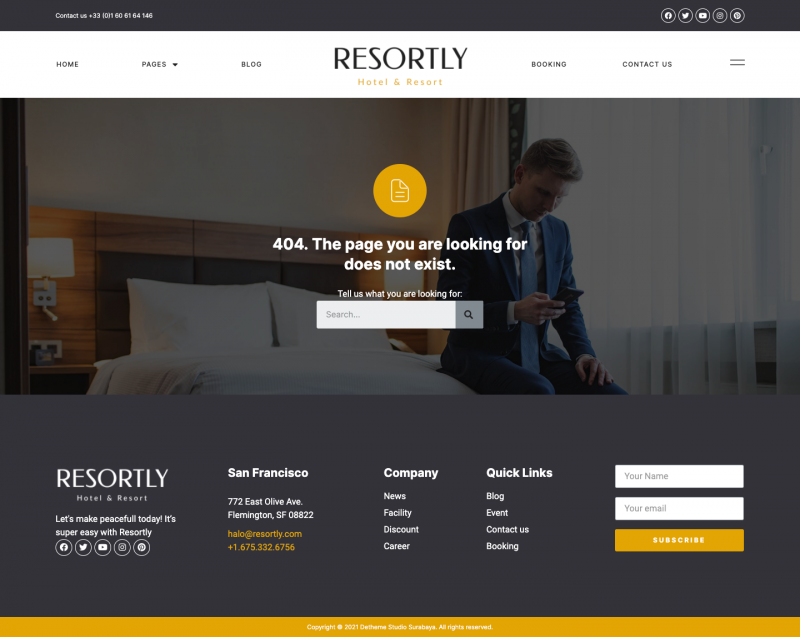 Contact us +33 (0)1 60 61 64 146
HOME
PAGES
BLOG
RESORTLY
Hotel & Resort
BOOKING
CONTACT US
404. The page you are looking for
does not exist.
Tell us what you are looking for:
Search...
RESORTLY
Hotel & Resort
Let's make peacefull today! It's
super easy with Resortly
San Francisco
772 East Olive Ave.
Flemington, SF 08822
halo@resortly.com
+1.675.332.6756
Company
News
Facility
Discount
Career
Quick Links
Blog
Event
Contact us
Booking
Your Name
Your email
SUBSCRIBE
Copyright © 2021 Detheme Studio Surabaya. All rights reserved.